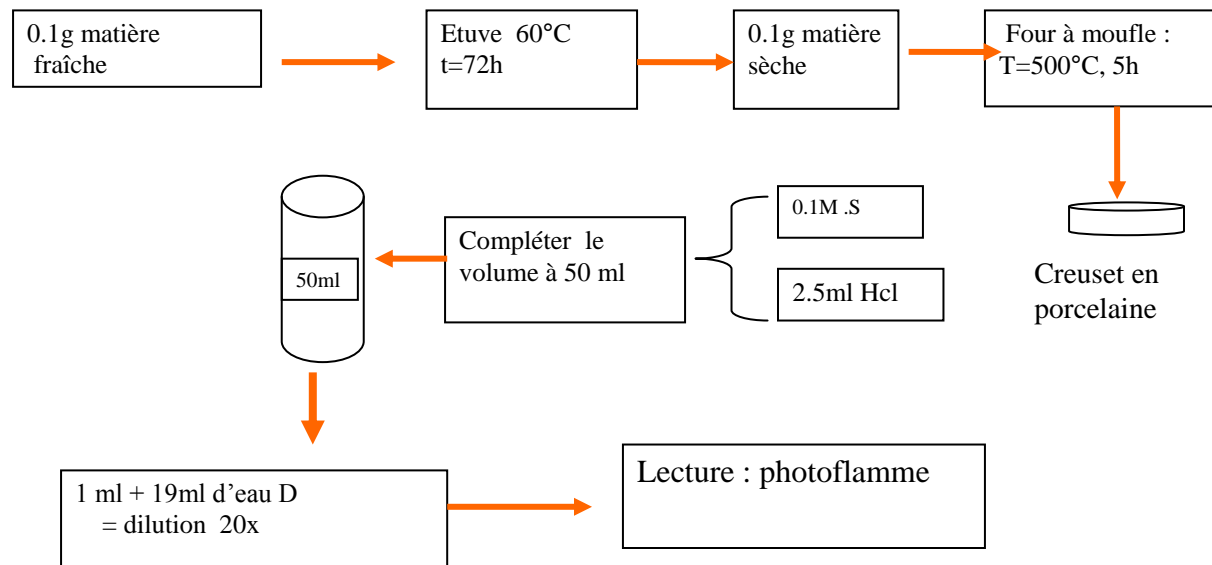 0.1g matière
fraîche
Etuve 60°C
t=72h
0.1g matière
sèche
Four à moufle :
T=500°C, 5h
Creuset en
porcelaine
0.1M .S
2.5ml Hcl
Compléter le
volume à 50 ml
50ml
1 ml + 19ml d'eau D
= dilution 20x
Lecture : photoflamme